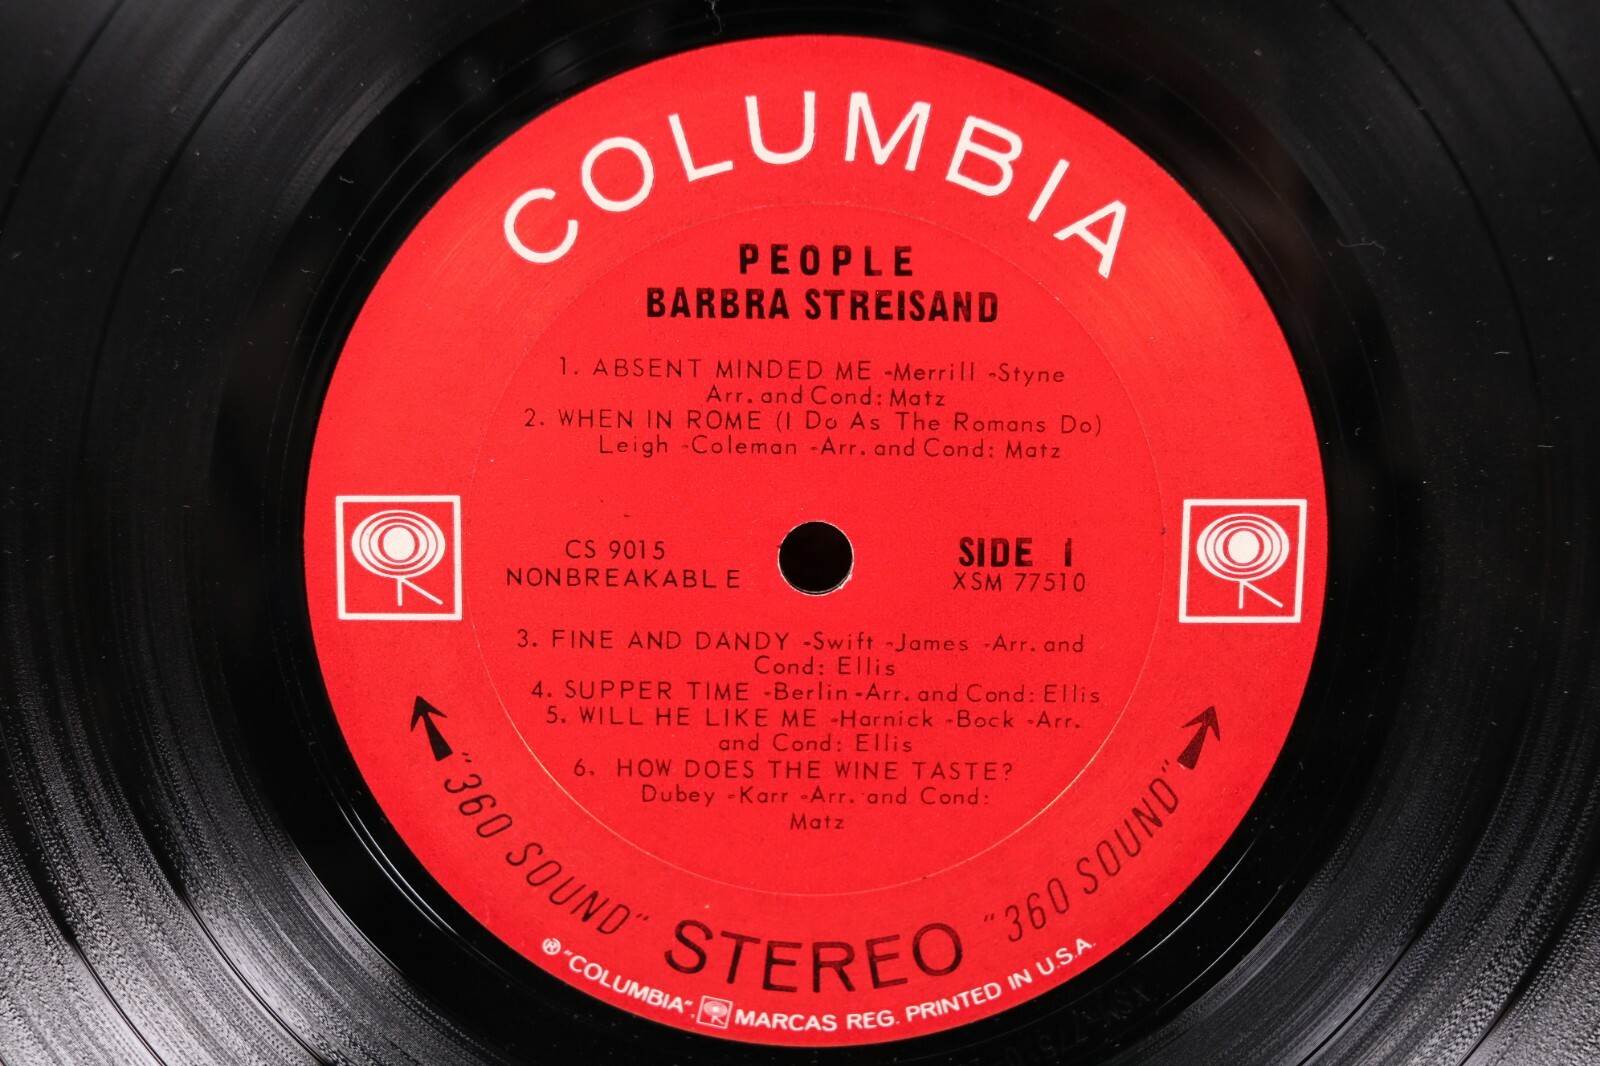 COLUMBIA
PEOPLE
BARBRA STREISAND
1. ABSENT MINDED ME -Merrill -Styne
Arr. and Cond: Matz
2. WHEN IN ROME (I Do As The Romans Do)
Leigh -Coleman -Arr. and Cond: Matz
CS 9015
NONBREAKABLE
SIDE 1
XSM 77510
3. FINE AND DANDY -Swift -James -Arr. and
Cond: Ellis
4. SUPPER TIME -Berlin -Arr. and Cond: Ellis
5. WILL HE LIKE ME -Harnick -Bock -Arr.
and Cond: Ellis
6. HOW DOES THE WINE TASTE?
Dubey -Karr -Arr. and Cond:
Matz
"360 SOUND" STEREO "360 SOUND"
® "COLUMBIA", MARCAS REG. PRINTED IN U.S.A.